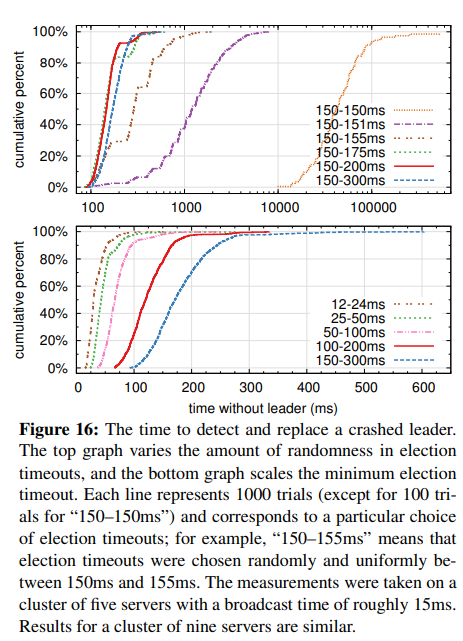 100%
80%
60%
40%
20%
0%
cumulative percent
150-150ms
150-151ms
150-155ms
150-175ms
150-200ms
150-300ms
100 1000 10000 100000
100%
80%
60%
40%
20%
0%
cumulative percent
12-24ms
25-50ms
50-100ms
100-200ms
150-300ms
0 100 200 300 400 500 600
time without leader (ms)
Figure 16: The time to detect and replace a crashed leader.
The top graph varies the amount of randomness in election
timeouts, and the bottom graph scales the minimum election
timeout. Each line represents 1000 trials (except for 100 tri-
als for “150–150ms”) and corresponds to a particular choice
of election timeouts; for example, “150–155ms” means that
election timeouts were chosen randomly and uniformly be-
tween 150ms and 155ms. The measurements were taken on a
cluster of five servers with a broadcast time of roughly 15ms.
Results for a cluster of nine servers are similar.